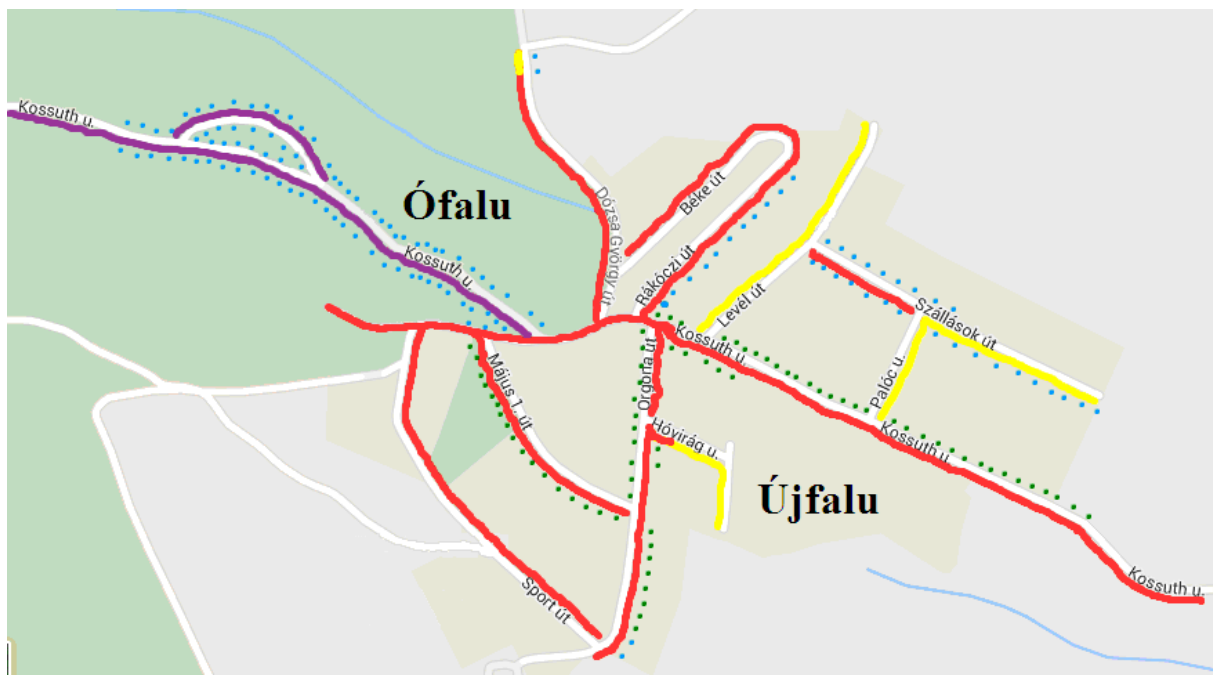 Kossuth u.
Ófalu
Dózsa György út
Béke út
Rákóczi út
Kossuth u.
Levél út
Szállások út
Kossuth u.
Május 1. út
Orgona út
Palóc u.
Hóvirág u.
Kossuth u.
Újfalu
Sport út
Kossuth u.